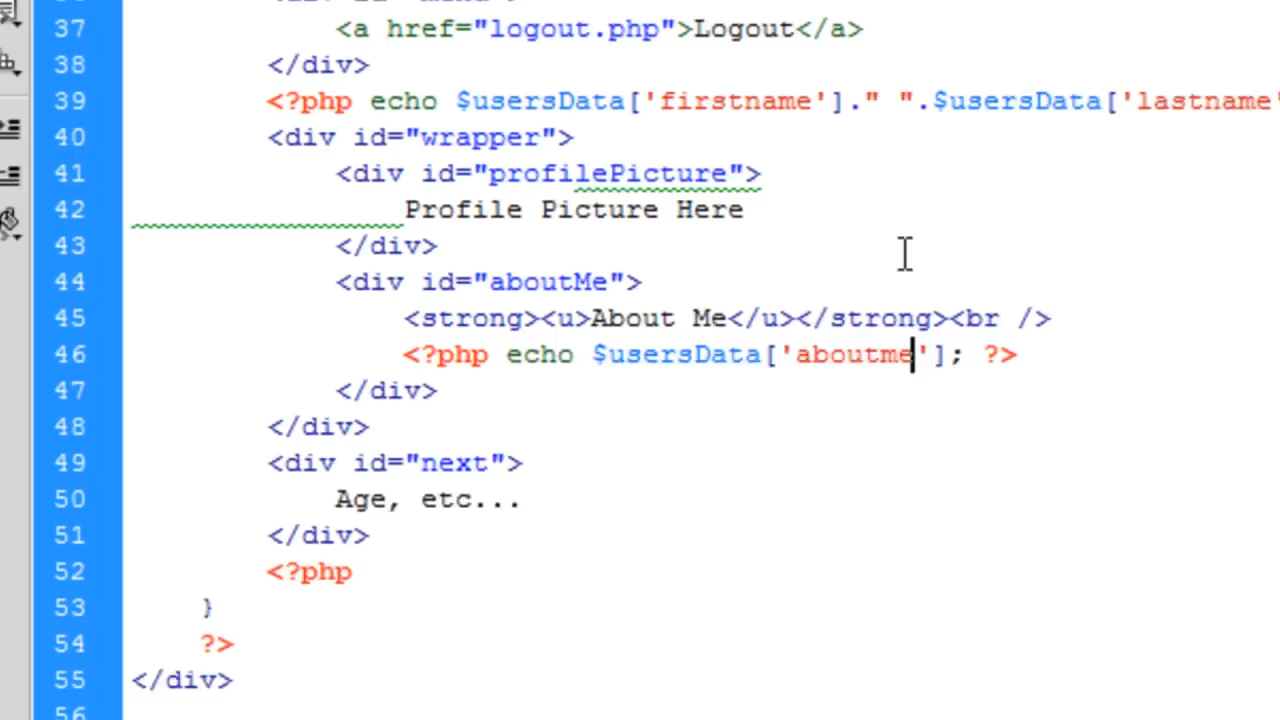 37 <a href="logout.php">Logout</a>
38 </div>
39 <?php echo $usersData['firstname']." ".$usersData['lastname'
40 <div id="wrapper">
41 <div id="profilePicture">
42 Profile Picture Here
43 </div>
44 <div id="aboutMe">
45 <strong><u>About Me</u></strong><br />
46 <?php echo $usersData['aboutme']; ?>
47 </div>
48 </div>
49 <div id="next">
50 Age, etc...
51 </div>
52 <?php
53 }
54 ?>
55 </div>
56